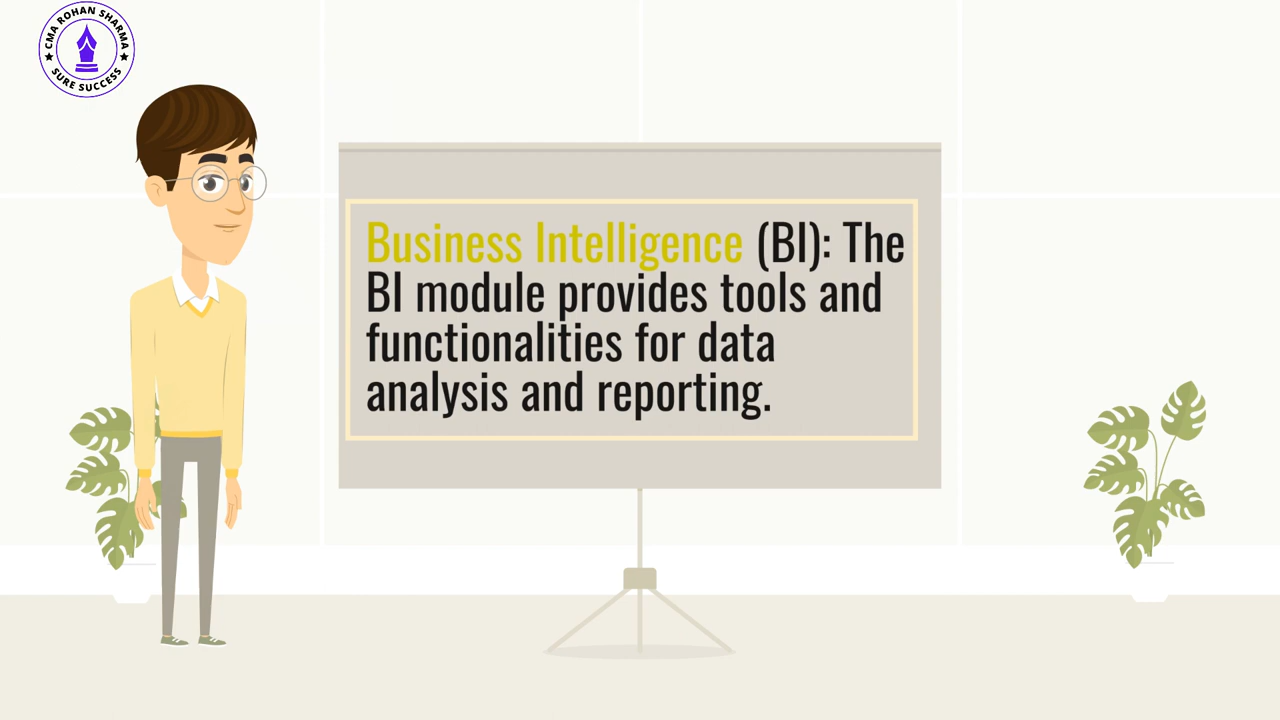 CMA ROHAN SHARMA
SURE SUCCESS
Business Intelligence (BI): The
BI module provides tools and
functionalities for data
analysis and reporting.